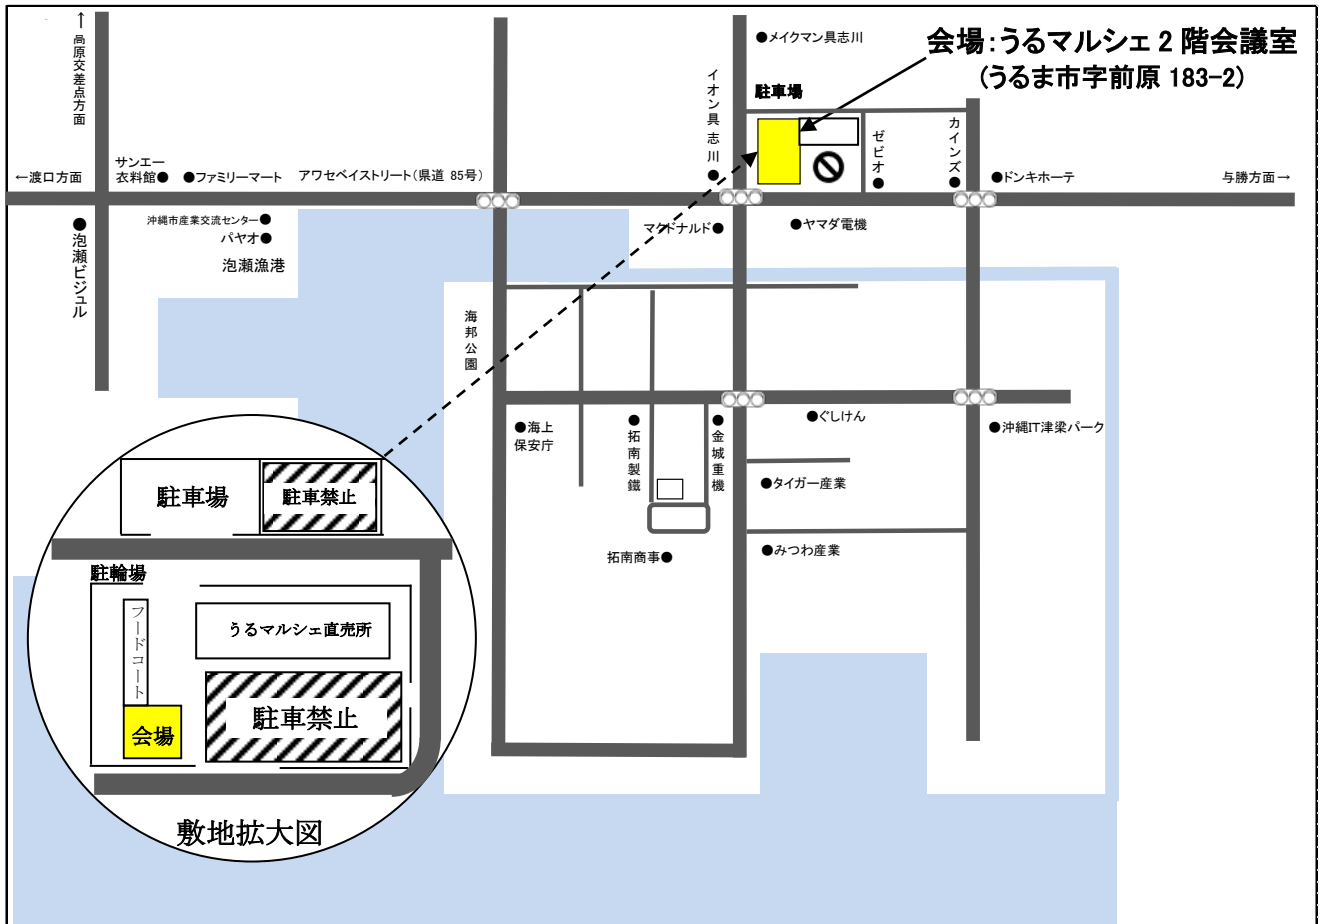 ↑高原交差点方面
●メイクマン具志川
会場:うるマルシェ2階会議室
(うるま市字前原 183-2)
駐車場
イオン具志川●
ゼビオ●
カインズ●
←渡口方面
サンエー
衣料館●
●ファミリーマート
アワセベイストリート(県道 85号)
●ドンキホーテ
与勝方面→
沖縄市産業交流センター●
パヤオ●
泡瀬漁港
●泡瀬ビジュル
マクドナルド●
●ヤマダ電機
海邦公園
●海上
保安庁
●拓南製鐵
●金城重機
●ぐしけん
●沖縄IT津梁パーク
●タイガー産業
拓南商事●
●みつわ産業
駐車場
駐車禁止
駐輪場
フードコート
うるマルシェ直売所
会場
駐車禁止
敷地拡大図